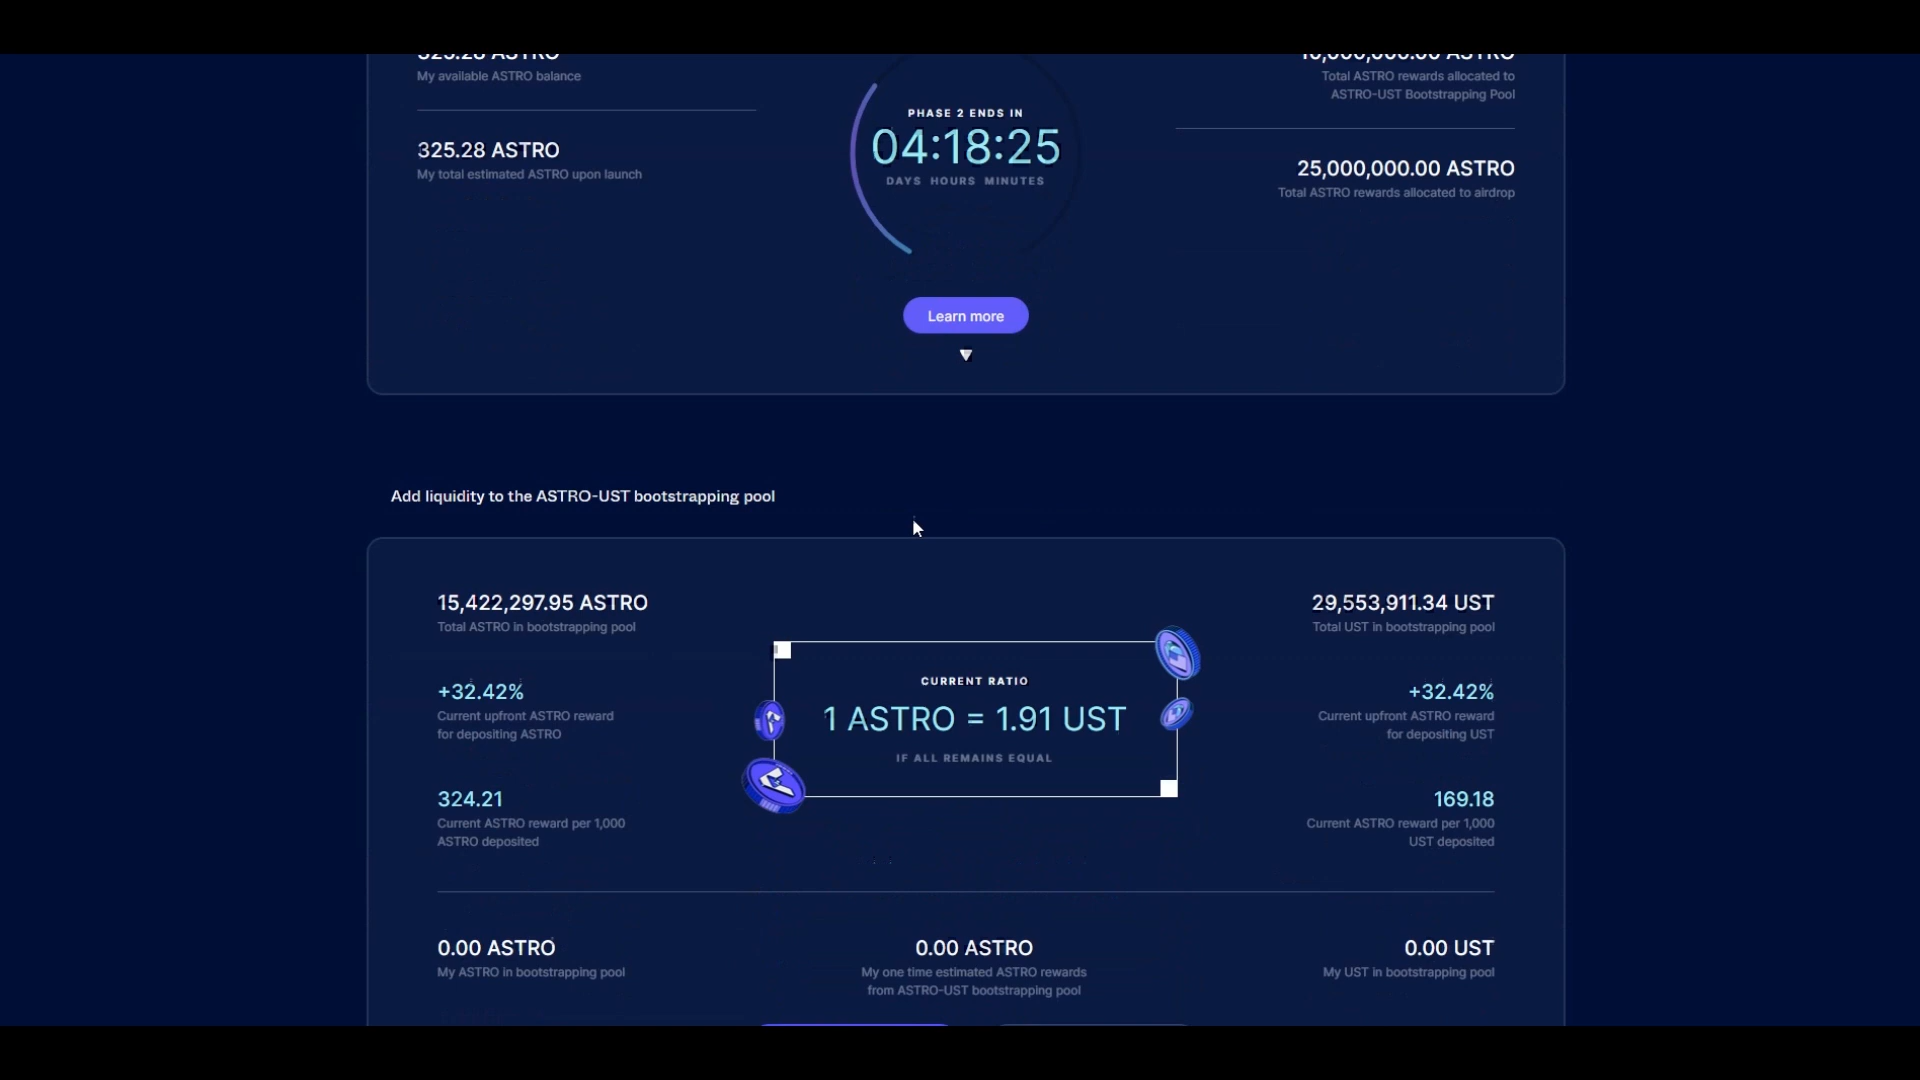 325.28 ASTRO
My available ASTRO balance
325.28 ASTRO
My total estimated ASTRO upon launch
PHASE 2 ENDS IN
04:18:25
DAYS HOURS MINUTES
Learn more
ASTRO
Total ASTRO rewards allocated to
ASTRO-UST Bootstrapping Pool
25,000,000.00 ASTRO
Total ASTRO rewards allocated to airdrop
Add liquidity to the ASTRO-UST bootstrapping pool
15,422,297.95 ASTRO
Total ASTRO in bootstrapping pool
+32.42%
Current upfront ASTRO reward
for depositing ASTRO
324.21
Current ASTRO reward per 1,000
ASTRO deposited
CURRENT RATIO
1 ASTRO = 1.91 UST
IF ALL REMAINS EQUAL
29,553,911.34 UST
Total UST in bootstrapping pool
+32.42%
Current upfront ASTRO reward
for depositing UST
169.18
Current ASTRO reward per 1,000
UST deposited
0.00 ASTRO
My ASTRO in bootstrapping pool
0.00 ASTRO
My one time estimated ASTRO rewards
from ASTRO-UST bootstrapping pool
0.00 UST
My UST in bootstrapping pool